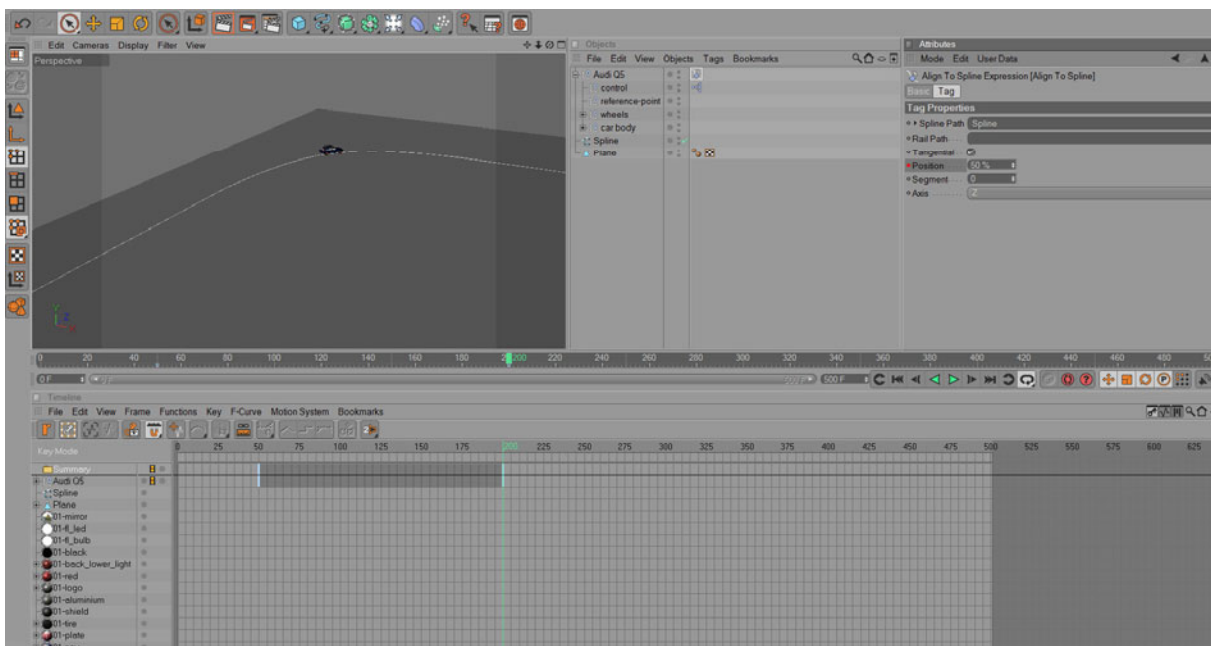 Edit Cameras Display Filter View
Perspective
Objects
File Edit View Objects Tags Bookmarks
Audi Q5
control
reference-point
wheels
car body
Spline
Plane
Attributes
Mode Edit User Data
Align To Spline Expression [Align To Spline]
Basic Tag
Tag Properties
Spline Path Spline
Rail Path
Tangential
Position 50 %
Segment 0
Axis Z
0 20 40 60 80 100 120 140 160 180 200 220 240 260 280 300 320 340 360 380 400 420 440 460 480
0 F 500 F
Timeline
File Edit View Frame Functions Key F-Curve Motion System Bookmarks
Key Mode
0 25 50 75 100 125 150 175 200 225 250 275 300 325 350 375 400 425 450 475 500 525 550 575 600 625
Summary
Audi Q5
Spline
Plane
01-mirror
01-fl_led
01-fl_bulb
01-black
01-back_lower_light
01-red
01-logo
01-aluminium
01-shield
01-tire
01-plate